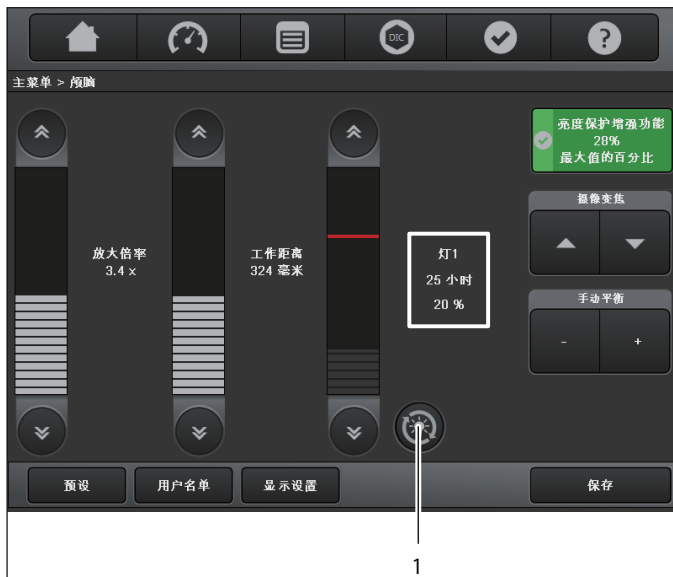 DIC
?
主菜单 > 颅脑
放大倍率
3.4 x
工作距离
324 毫米
灯1
25 小时
20 %
亮度保护增强功能
28%
最大值的百分比
摄像变焦
手动平衡
- +
预设 用户名单 显示设置 保存
1